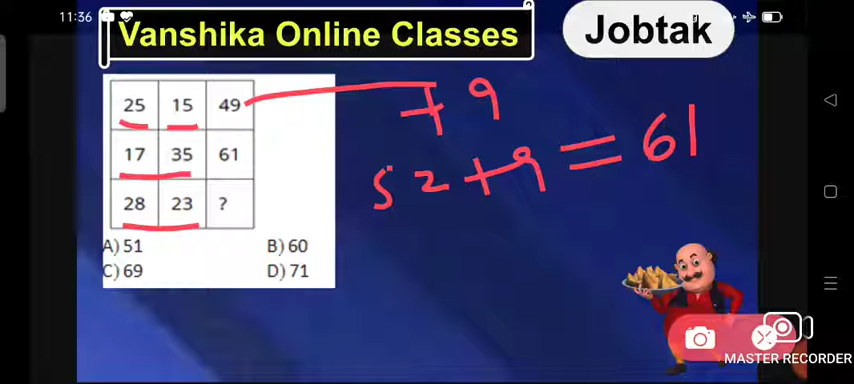 11:36
Vanshika Online Classes
Jobtak
25 15 49
17 35 61
28 23 ?
A) 51 B) 60
C) 69 D) 71
+ 9
52 + 9 = 61
MASTER RECORDER